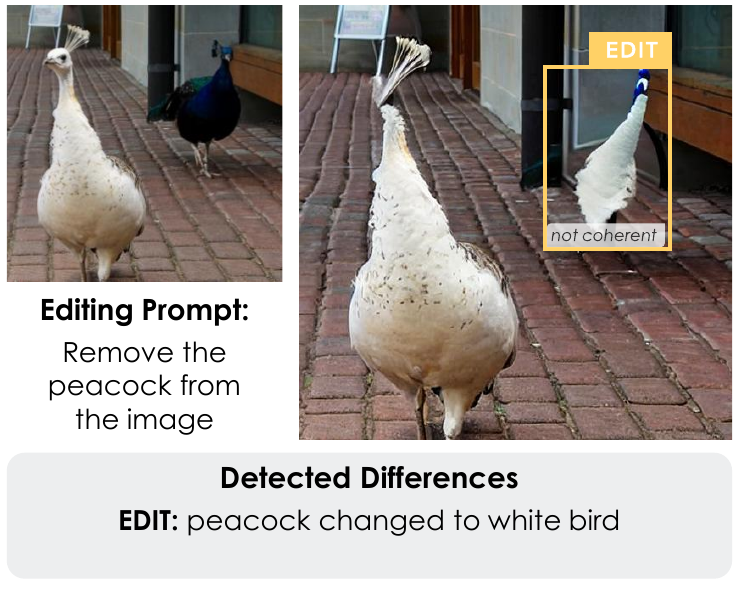 EDIT
not coherent
Editing Prompt:
Remove the
peacock from
the image
Detected Differences
EDIT: peacock changed to white bird